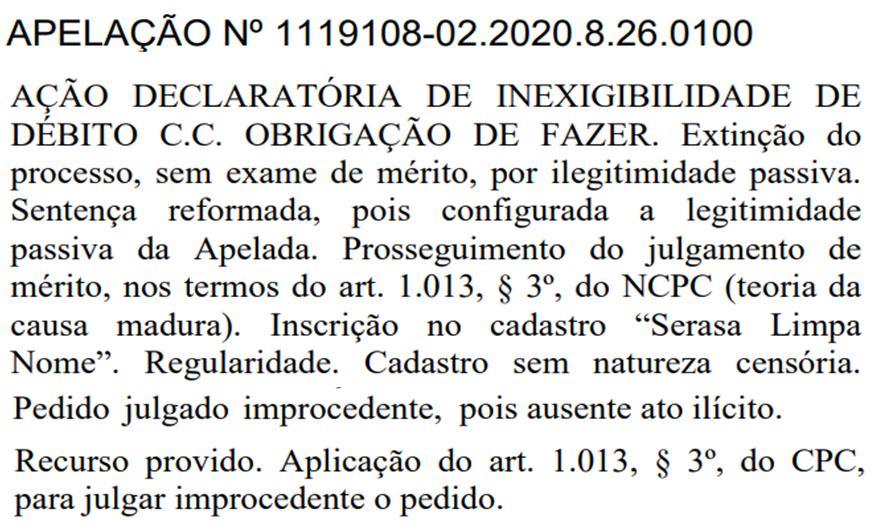 APELAÇÃO Nº 1119108-02.2020.8.26.0100
AÇÃO DECLARATÓRIA DE INEXIGIBILIDADE DE
DÉBITO C.C. OBRIGAÇÃO DE FAZER. Extinção do
processo, sem exame de mérito, por ilegitimidade passiva.
Sentença reformada, pois configurada a legitimidade
passiva da Apelada. Prosseguimento do julgamento de
mérito, nos termos do art. 1.013, § 3º, do NCPC (teoria da
causa madura). Inscrição no cadastro “Serasa Limpa
Nome”. Regularidade. Cadastro sem natureza censória.
Pedido julgado improcedente, pois ausente ato ilícito.
Recurso provido. Aplicação do art. 1.013, § 3º, do CPC,
para julgar improcedente o pedido.